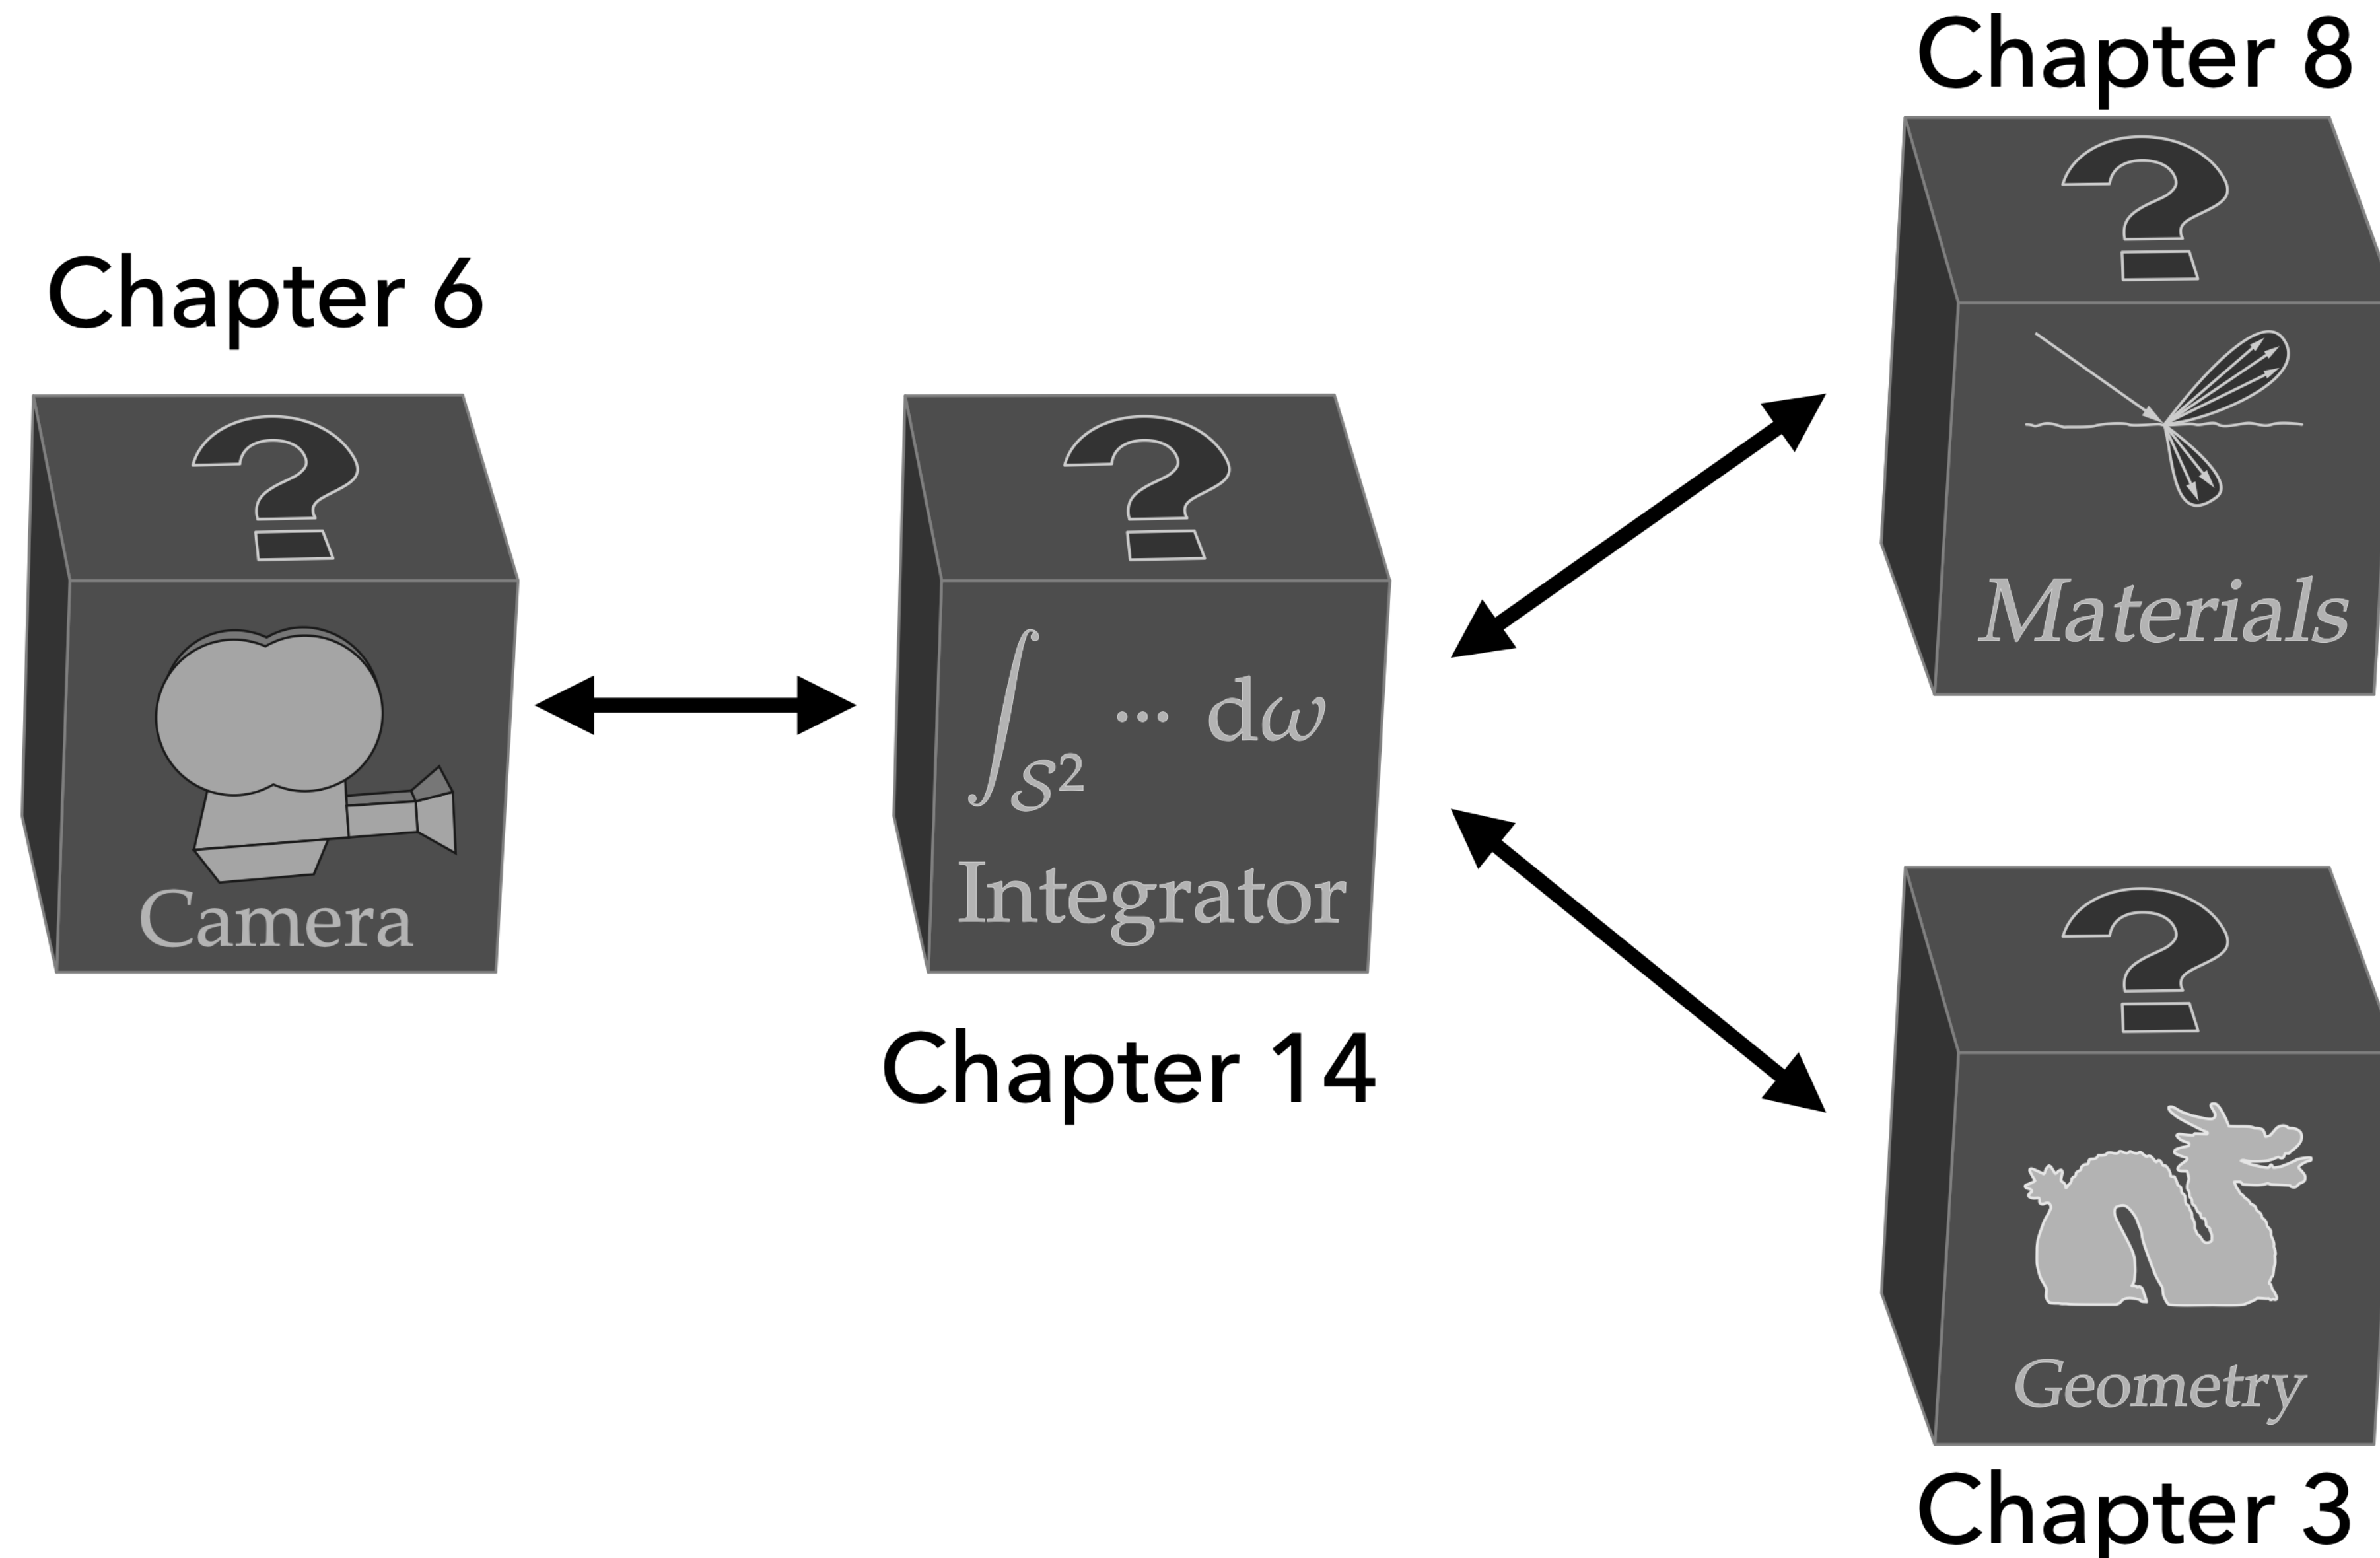 Chapter 6
?
Camera
?
∫S² ··· dω
Integrator
Chapter 14
Chapter 8
?
Materials
?
Geometry
Chapter 3